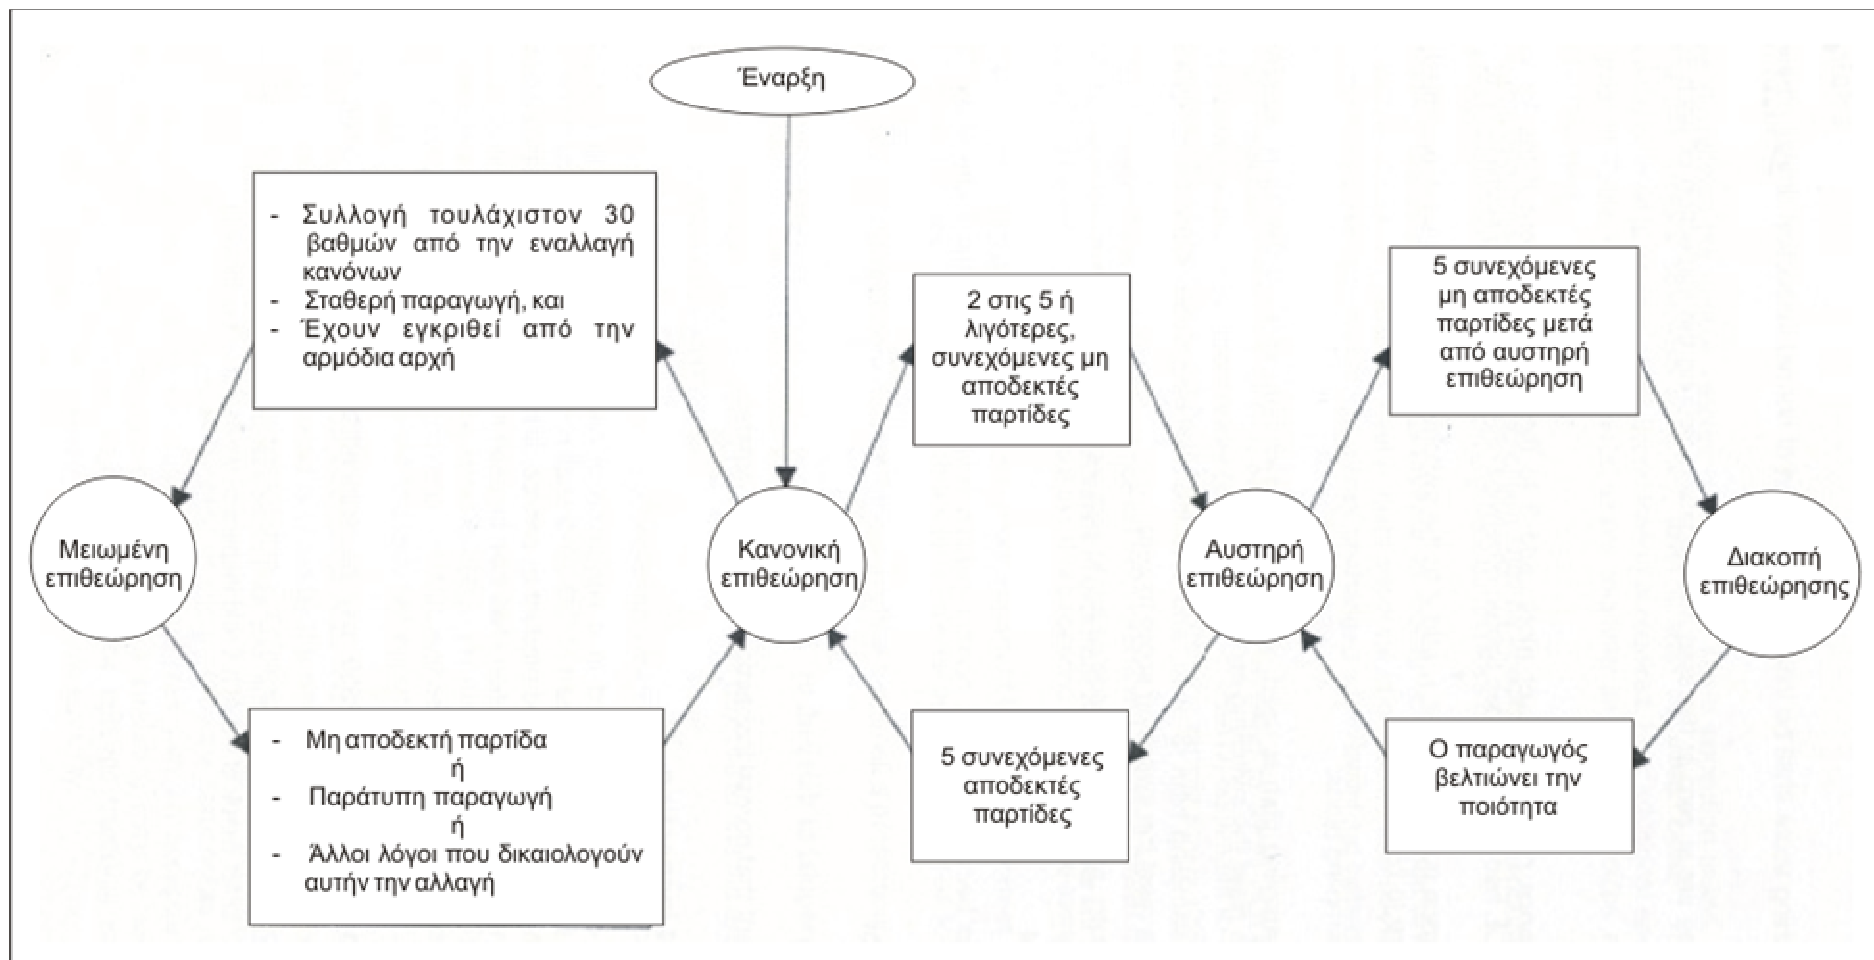 Έναρξη
- Συλλογή τουλάχιστον 30
βαθμών από την εναλλαγή
κανόνων
- Σταθερή παραγωγή, και
- Έχουν εγκριθεί από την
αρμόδια αρχή
2 στις 5 ή
λιγότερες,
συνεχόμενες μη
αποδεκτές
παρτίδες
5 συνεχόμενες
μη αποδεκτές
παρτίδες μετά
από αυστηρή
επιθεώρηση
Μειωμένη
επιθεώρηση
Κανονική
επιθεώρηση
Αυστηρή
επιθεώρηση
Διακοπή
επιθεώρησης
- Μη αποδεκτή παρτίδα
ή
- Παράτυπη παραγωγή
ή
- Άλλοι λόγοι που δικαιολογούν
αυτήν την αλλαγή
5 συνεχόμενες
αποδεκτές
παρτίδες
Ο παραγωγός
βελτιώνει την
ποιότητα